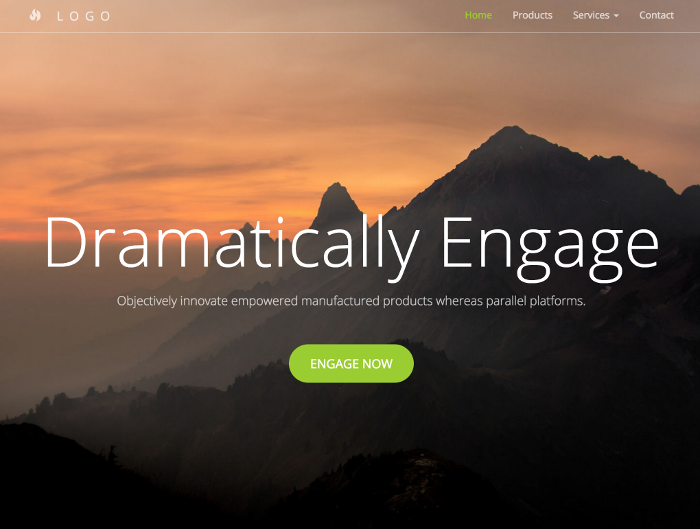 LOGO
Home Products Services Contact
Dramatically Engage
Objectively innovate empowered manufactured products whereas parallel platforms.
ENGAGE NOW